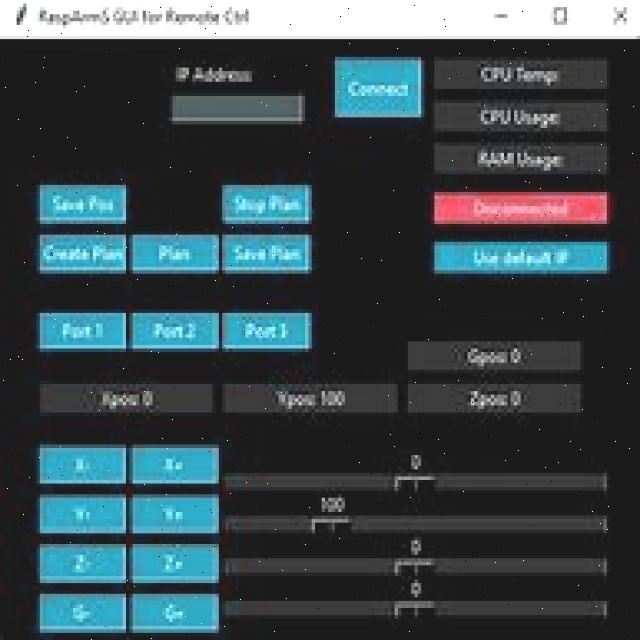 RaspArmS GUI for Remote Ctrl
IP Address
Connect
CPU Temp:
CPU Usage:
RAM Usage:
Save Pos
Stop Plan
Disconnected
Create Plan
Plan
Save Plan
Use default IP
Port 1
Port 2
Port 3
Gpos: 0
Xpos: 0
Ypos: 100
Zpos: 0
X-
X+
0
Y-
Y+
100
Z-
Z+
0
G-
G+
0